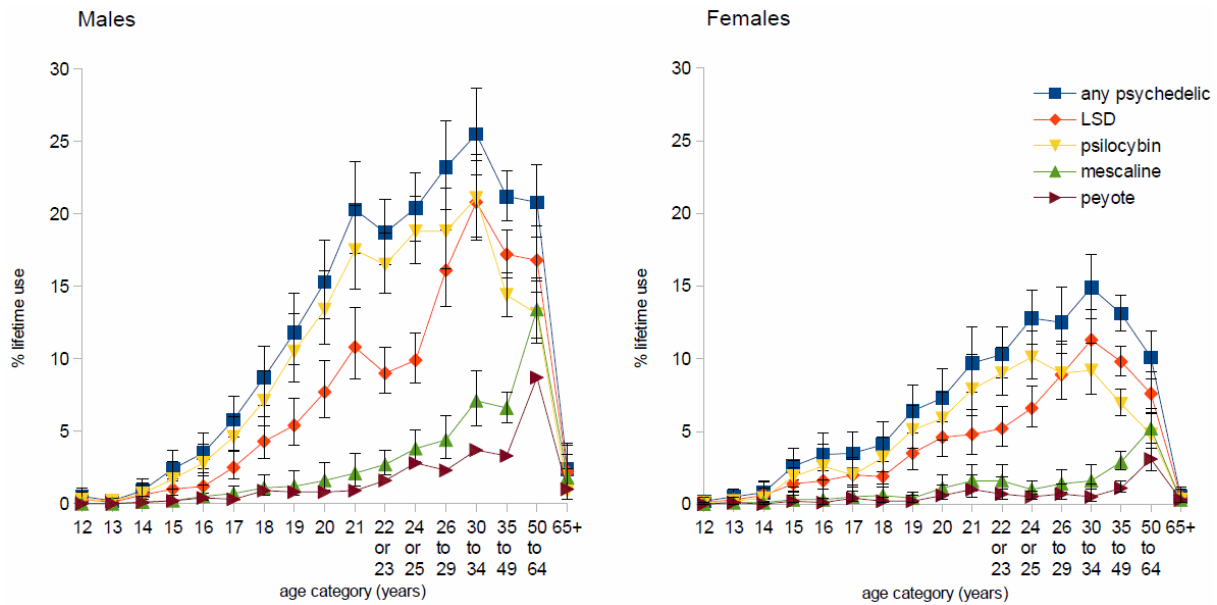 Males
30
25
20
15
10
5
0
% lifetime use
12 13 14 15 16 17 18 19 20 21 22 24 26 30 35 50 65+
or or to to to to
23 25 29 34 49 64
age category (years)
Females
30
25
20
15
10
5
0
% lifetime use
any psychedelic
LSD
psilocybin
mescaline
peyote
12 13 14 15 16 17 18 19 20 21 22 24 26 30 35 50 65+
or or to to to to
23 25 29 34 49 64
age category (years)